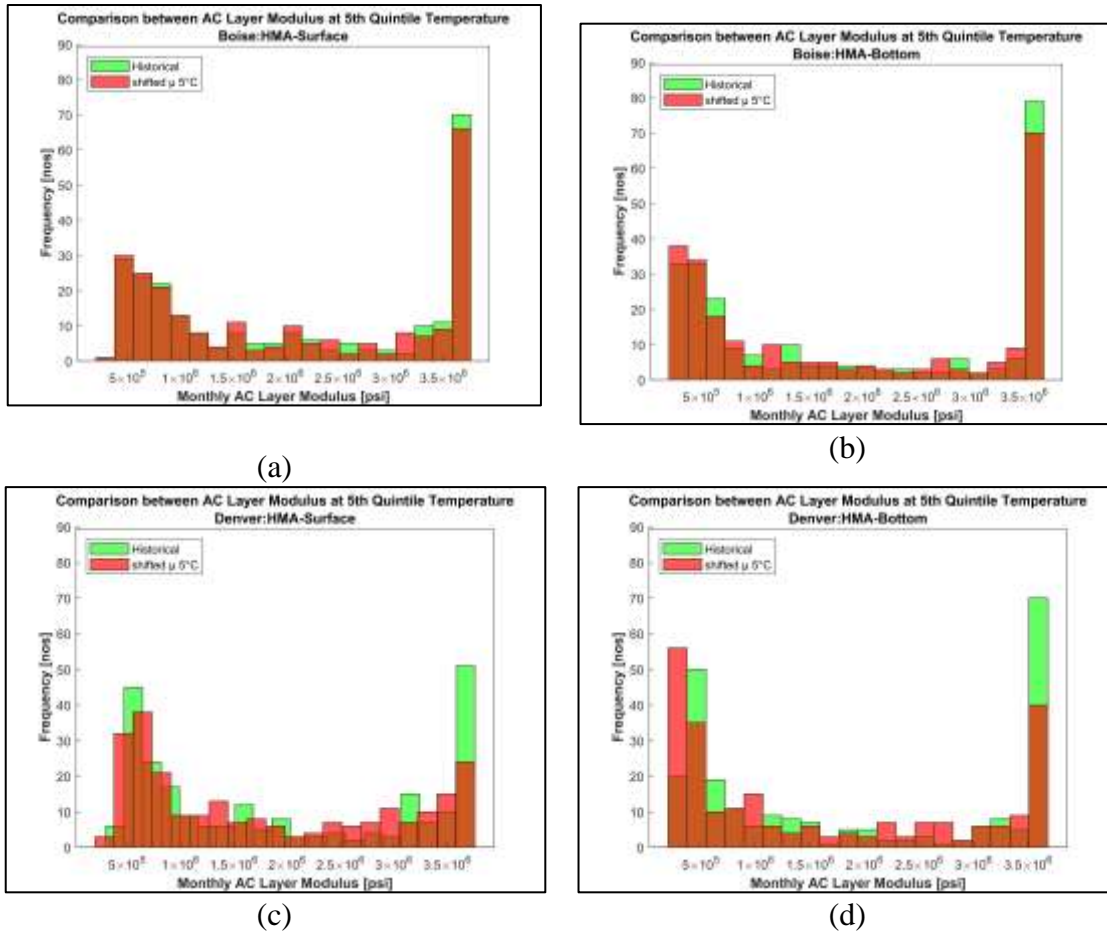 Comparison between AC Layer Modulus at 5th Quintile Temperature
Boise:HMA-Surface
90
80
70
60
50
40
30
20
10
0
Frequency [nos]
Historical
shifted µ 5°C
5×10⁵ 1×10⁶ 1.5×10⁶ 2×10⁶ 2.5×10⁶ 3×10⁶ 3.5×10⁶
Monthly AC Layer Modulus [psi]
(a)
Comparison between AC Layer Modulus at 5th Quintile Temperature
Boise:HMA-Bottom
90
80
70
60
50
40
30
20
10
0
Frequency [nos]
Historical
shifted µ 5°C
5×10⁵ 1×10⁶ 1.5×10⁶ 2×10⁶ 2.5×10⁶ 3×10⁶ 3.5×10⁶
Monthly AC Layer Modulus [psi]
(b)
Comparison between AC Layer Modulus at 5th Quintile Temperature
Denver:HMA-Surface
90
80
70
60
50
40
30
20
10
0
Frequency [nos]
Historical
shifted µ 5°C
5×10⁵ 1×10⁶ 1.5×10⁶ 2×10⁶ 2.5×10⁶ 3×10⁶ 3.5×10⁶
Monthly AC Layer Modulus [psi]
(c)
Comparison between AC Layer Modulus at 5th Quintile Temperature
Denver:HMA-Bottom
90
80
70
60
50
40
30
20
10
0
Frequency [nos]
Historical
shifted µ 5°C
5×10⁵ 1×10⁶ 1.5×10⁶ 2×10⁶ 2.5×10⁶ 3×10⁶ 3.5×10⁶
Monthly AC Layer Modulus [psi]
(d)